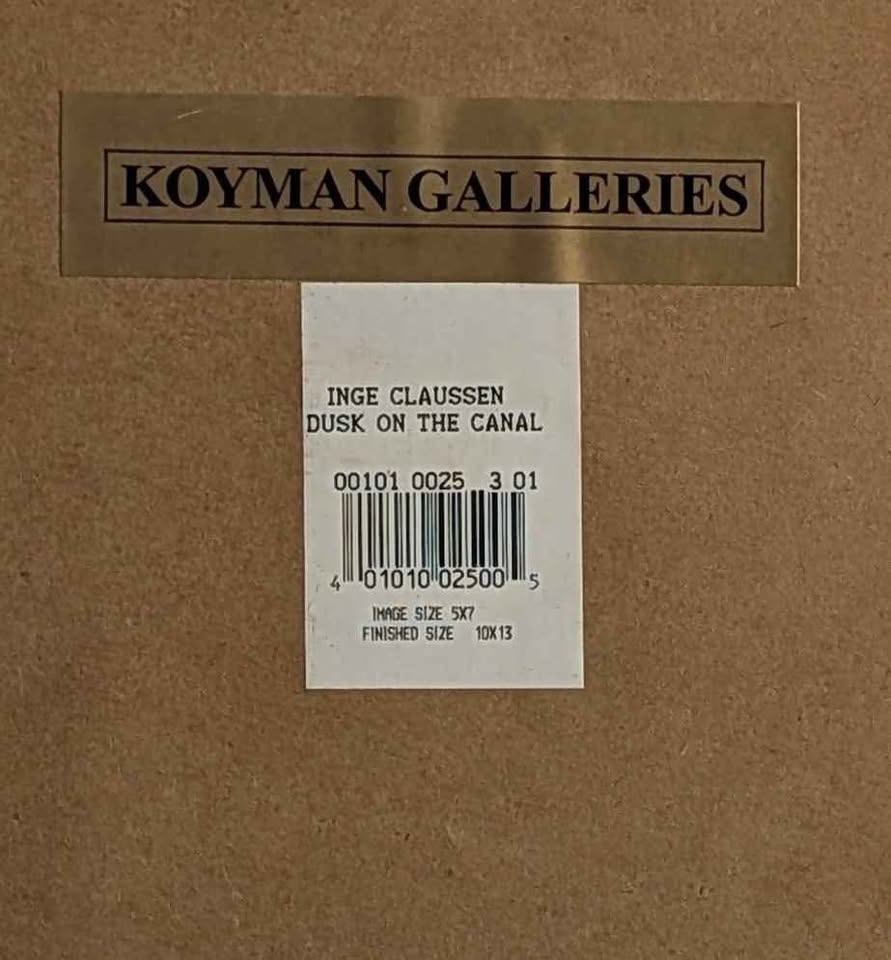 KOYMAN GALLERIES
INGE CLAUSSEN
DUSK ON THE CANAL
00101 0025 3 01
4 01010 02500 5
IMAGE SIZE 5X7
FINISHED SIZE 10X13